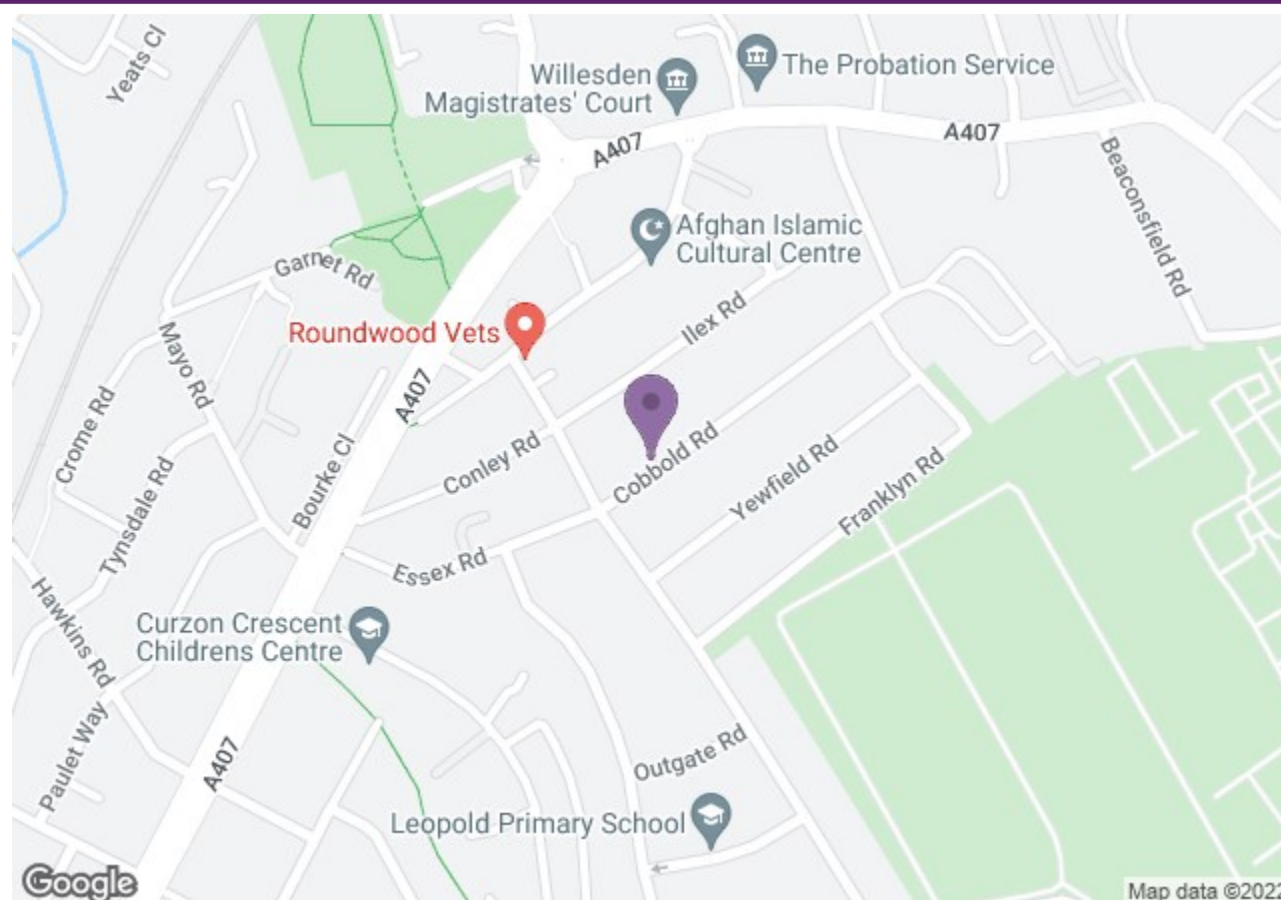 Yeats Cl
Willesden
Magistrates' Court
The Probation Service
A407
A407
Beaconsfield Rd
Afghan Islamic
Cultural Centre
Garnet Rd
Roundwood Vets
Ilex Rd
Mayo Rd
A407
Crome Rd
Bourke Cl
Conley Rd
Cobbold Rd
Yewfield Rd
Franklyn Rd
Tynsdale Rd
Essex Rd
Hawkins Rd
Curzon Crescent
Childrens Centre
Paulet Way
A407
Outgate Rd
Leopold Primary School
Google
Map data ©2022